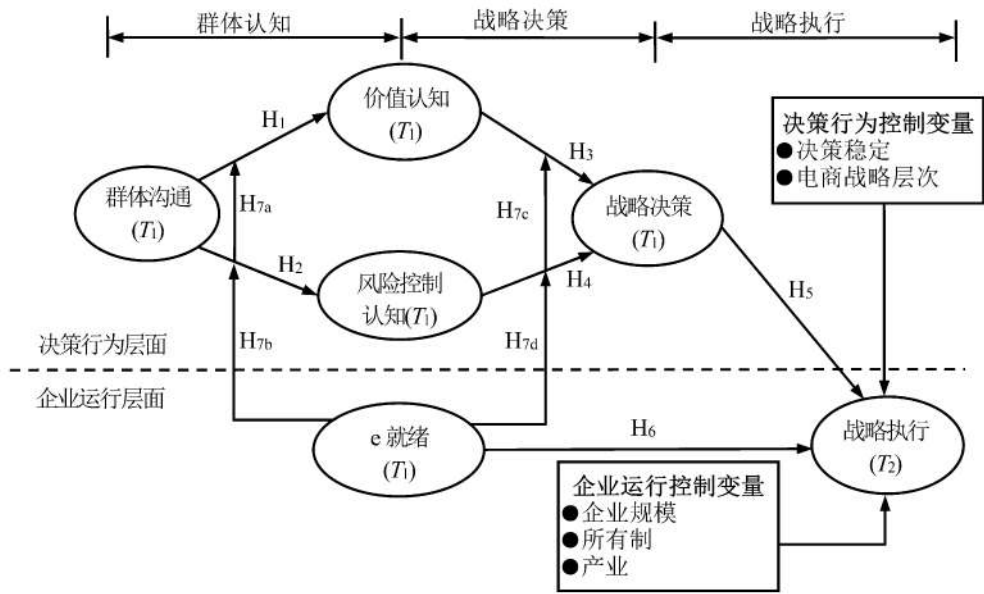 群体认知
战略决策
战略执行
价值认知
(T1)
决策行为控制变量
●决策稳定
●电商战略层次
H1
H3
群体沟通
(T1)
H7a
H7c
战略决策
(T1)
H2
风险控制
认知(T1)
H4
H5
H7b
H7d
决策行为层面
企业运行层面
e 就绪
(T1)
H6
战略执行
(T2)
企业运行控制变量
●企业规模
●所有制
●产业